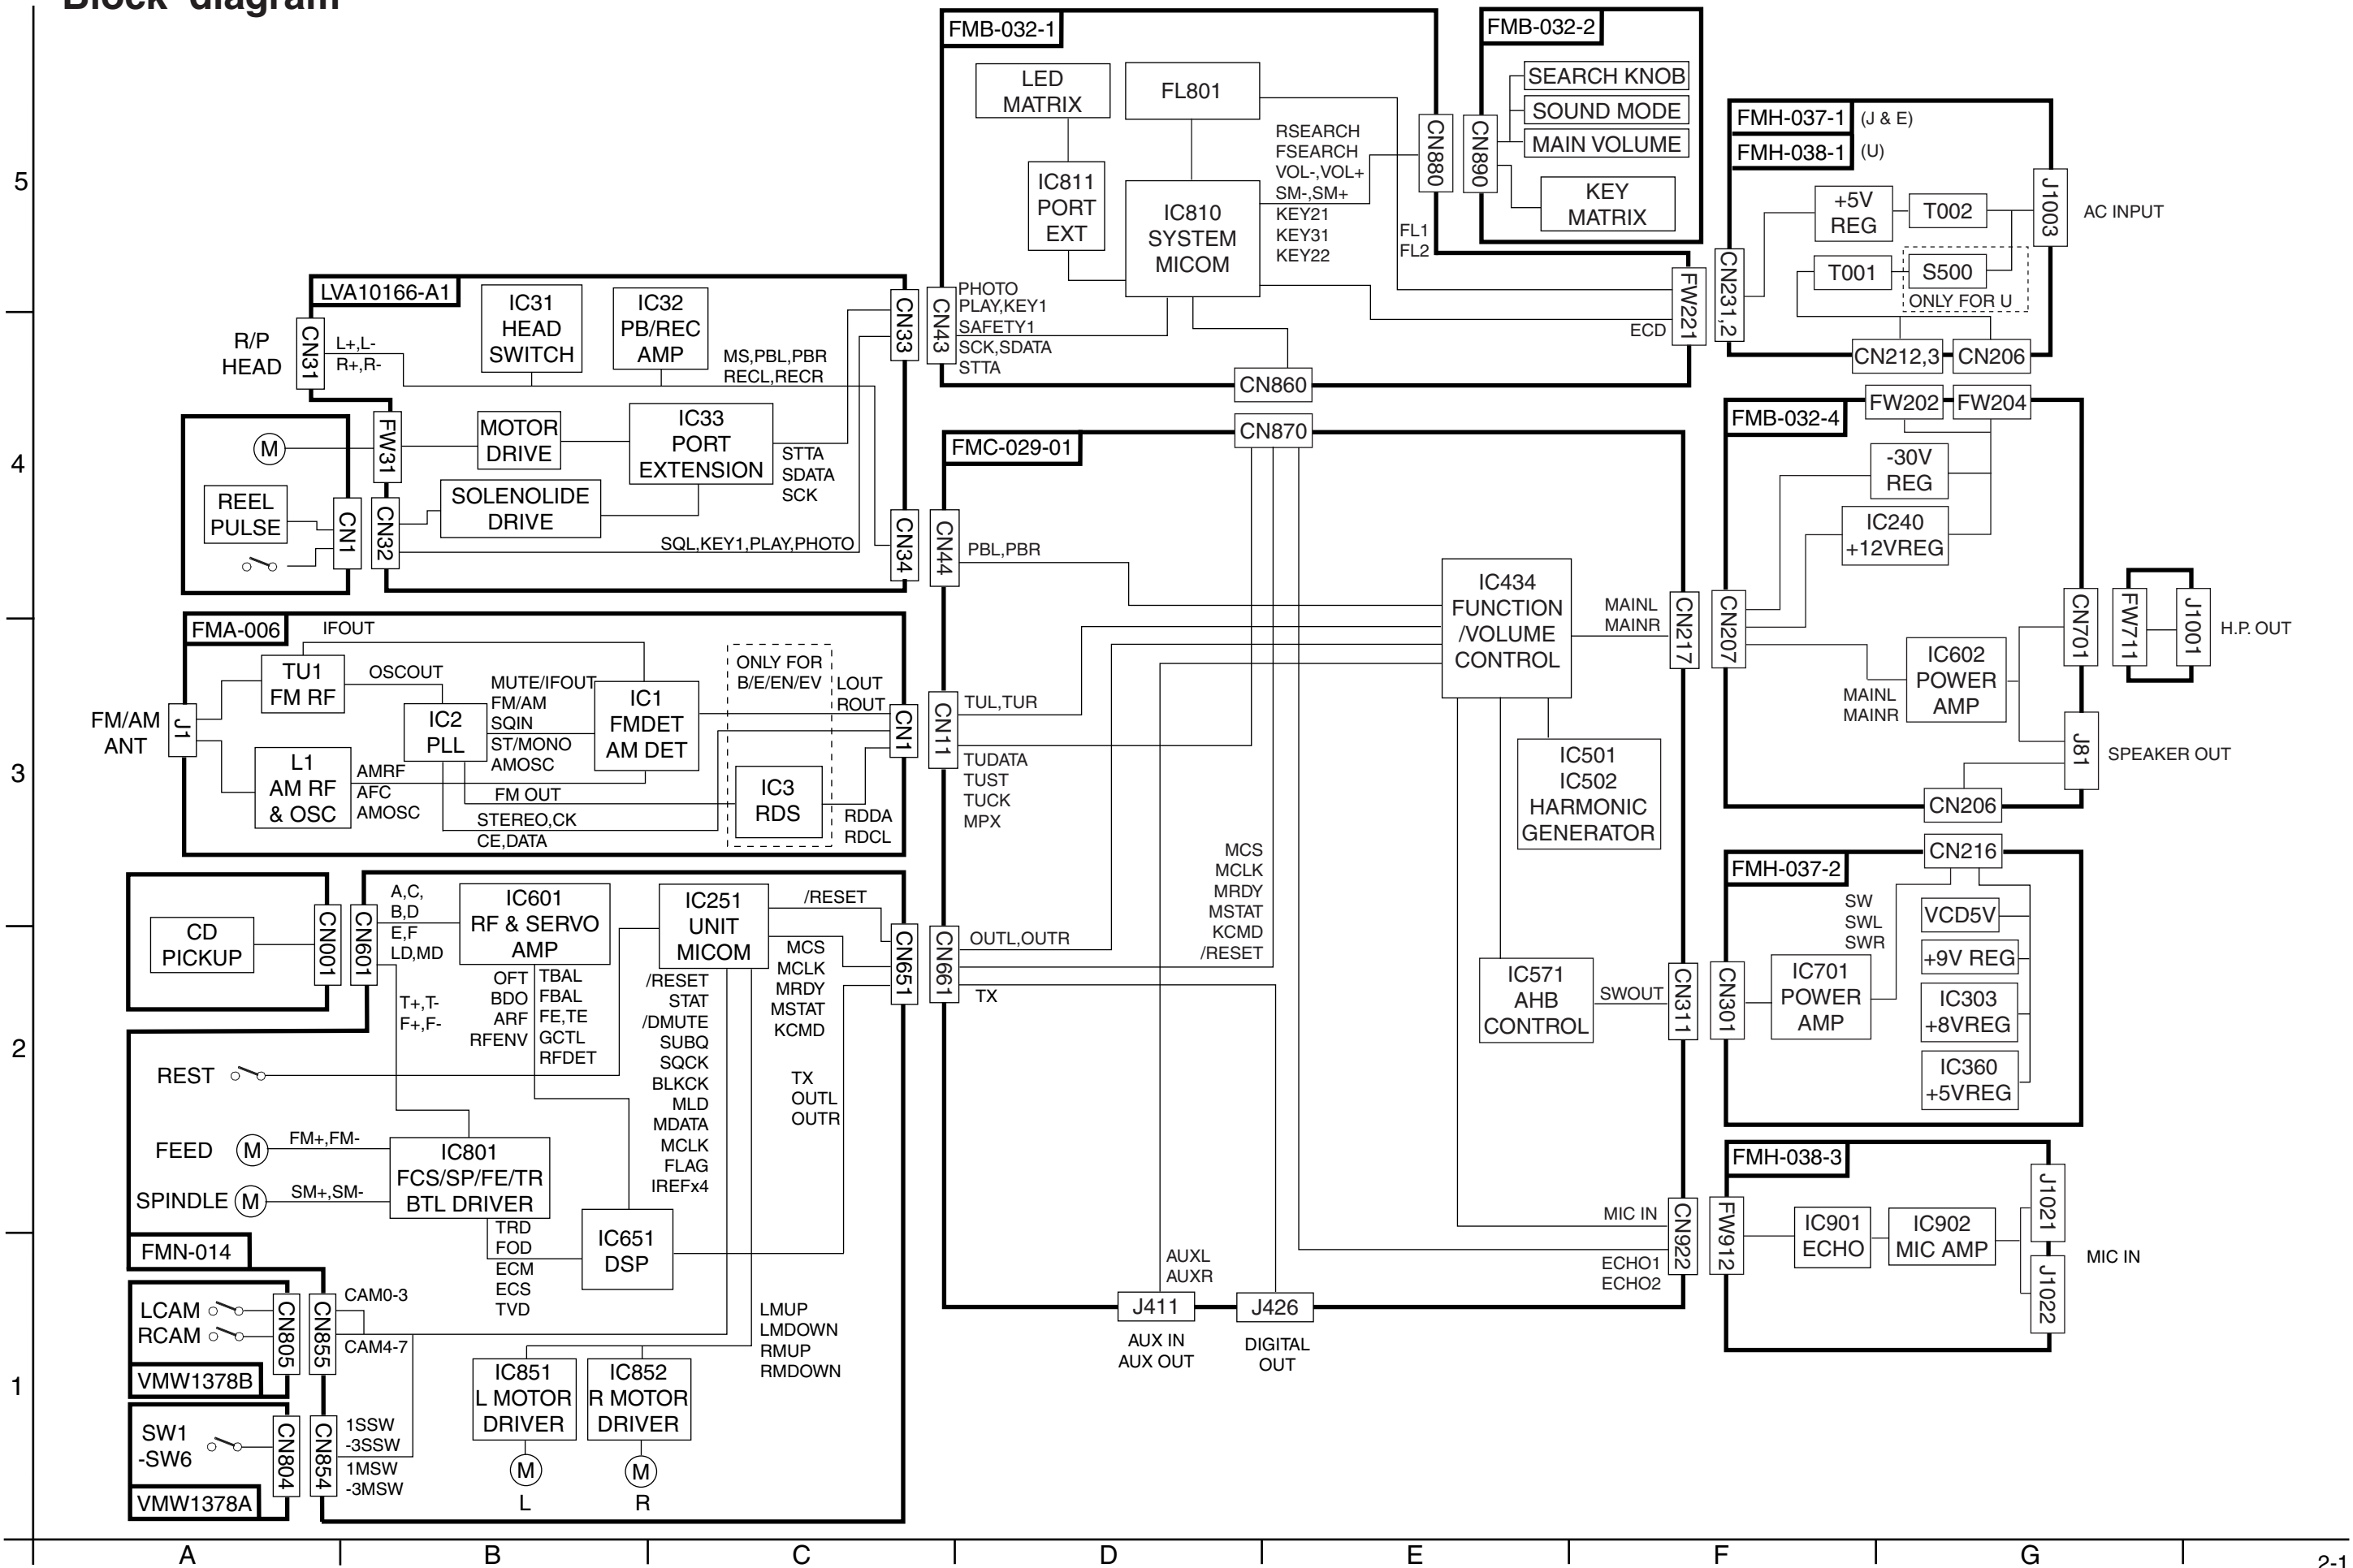 Block diagram
5
4
3
2
1
A
B
C
D
E
F
G
2-1
FMB-032-1
LED
MATRIX
FL801
IC811
PORT
EXT
IC810
SYSTEM
MICOM
RSEARCH
FSEARCH
VOL-,VOL+
SM-,SM+
KEY21
KEY31
KEY22
FL1
FL2
ECD
CN880
PHOTO
PLAY,KEY1
SAFETY1
SCK,SDATA
STTA
CN43
CN860
FW221
FMB-032-2
CN890
SEARCH KNOB
SOUND MODE
MAIN VOLUME
KEY
MATRIX
FMH-037-1
(J & E)
FMH-038-1
(U)
+5V
REG
T002
T001
S500
ONLY FOR U
J1003
AC INPUT
CN231,2
CN212,3
CN206
LVA10166-A1
IC31
HEAD
SWITCH
IC32
PB/REC
AMP
R/P
HEAD
CN31
L+,L-
R+,R-
MS,PBL,PBR
RECL,RECR
CN33
M
FW31
MOTOR
DRIVE
IC33
PORT
EXTENSION
STTA
SDATA
SCK
REEL
PULSE
CN1
CN32
SOLENOLIDE
DRIVE
SQL,KEY1,PLAY,PHOTO
CN34
FMA-006
IFOUT
TU1
FM RF
OSCOUT
FM/AM
ANT
J1
IC2
PLL
MUTE/IFOUT
FM/AM
SQIN
ST/MONO
AMOSC
IC1
FMDET
AM DET
ONLY FOR
B/E/EN/EV
LOUT
ROUT
CN1
L1
AM RF
& OSC
AMRF
AFC
AMOSC
FM OUT
STEREO,CK
CE,DATA
IC3
RDS
RDDA
RDCL
CD
PICKUP
CN001
CN601
A,C,
B,D
E,F
LD,MD
IC601
RF & SERVO
AMP
IC251
UNIT
MICOM
/RESET
CN651
MCS
MCLK
MRDY
MSTAT
KCMD
TX
OUTL
OUTR
T+,T-
F+,F-
OFT
BDO
ARF
RFENV
TBAL
FBAL
FE,TE
GCTL
RFDET
/RESET
STAT
/DMUTE
SUBQ
SQCK
BLKCK
MLD
MDATA
MCLK
FLAG
IREFx4
REST
FEED
M
FM+,FM-
SPINDLE
M
SM+,SM-
IC801
FCS/SP/FE/TR
BTL DRIVER
TRD
FOD
ECM
ECS
TVD
IC651
DSP
FMN-014
LCAM
RCAM
CN805
CN855
CAM0-3
CAM4-7
VMW1378B
LMUP
LMDOWN
RMUP
RMDOWN
IC851
L MOTOR
DRIVER
IC852
R MOTOR
DRIVER
M
L
M
R
SW1
-SW6
CN804
CN854
1SSW
-3SSW
1MSW
-3MSW
VMW1378A
FMC-029-01
CN870
CN44
PBL,PBR
IC434
FUNCTION
/VOLUME
CONTROL
MAINL
MAINR
CN217
CN11
TUL,TUR
TUDATA
TUST
TUCK
MPX
IC501
IC502
HARMONIC
GENERATOR
MCS
MCLK
MRDY
MSTAT
KCMD
/RESET
CN661
OUTL,OUTR
TX
IC571
AHB
CONTROL
SWOUT
CN311
MIC IN
CN922
ECHO1
ECHO2
AUXL
AUXR
J411
J426
AUX IN
AUX OUT
DIGITAL
OUT
FMB-032-4
FW202
FW204
-30V
REG
IC240
+12VREG
CN207
MAINL
MAINR
IC602
POWER
AMP
CN701
J81
SPEAKER OUT
CN206
FW711
J1001
H.P. OUT
FMH-037-2
CN216
SW
SWL
SWR
VCD5V
+9V REG
IC303
+8VREG
IC360
+5VREG
CN301
IC701
POWER
AMP
FMH-038-3
FW912
IC901
ECHO
IC902
MIC AMP
J1021
J1022
MIC IN